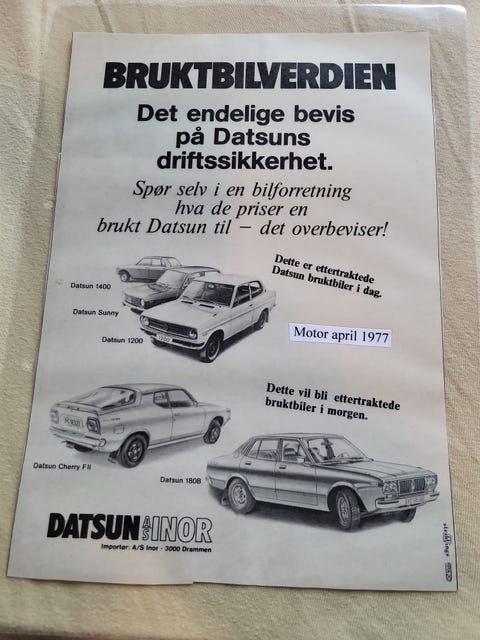 BRUKTBILVERDIEN
Det endelige bevis
på Datsuns
driftssikkerhet.
Spør selv i en bilforretning
hva de priser en
brukt Datsun til – det overbeviser!
Dette er ettertraktede
Datsun bruktbiler i dag.
Datsun 1400
Datsun Sunny
Datsun 1200
Motor april 1977
Dette vil bli ettertraktede
bruktbiler i morgen.
Datsun Cherry FII
Datsun 180B
DATSUN A/S INOR
Importør: A/S Inor - 3000 Drammen